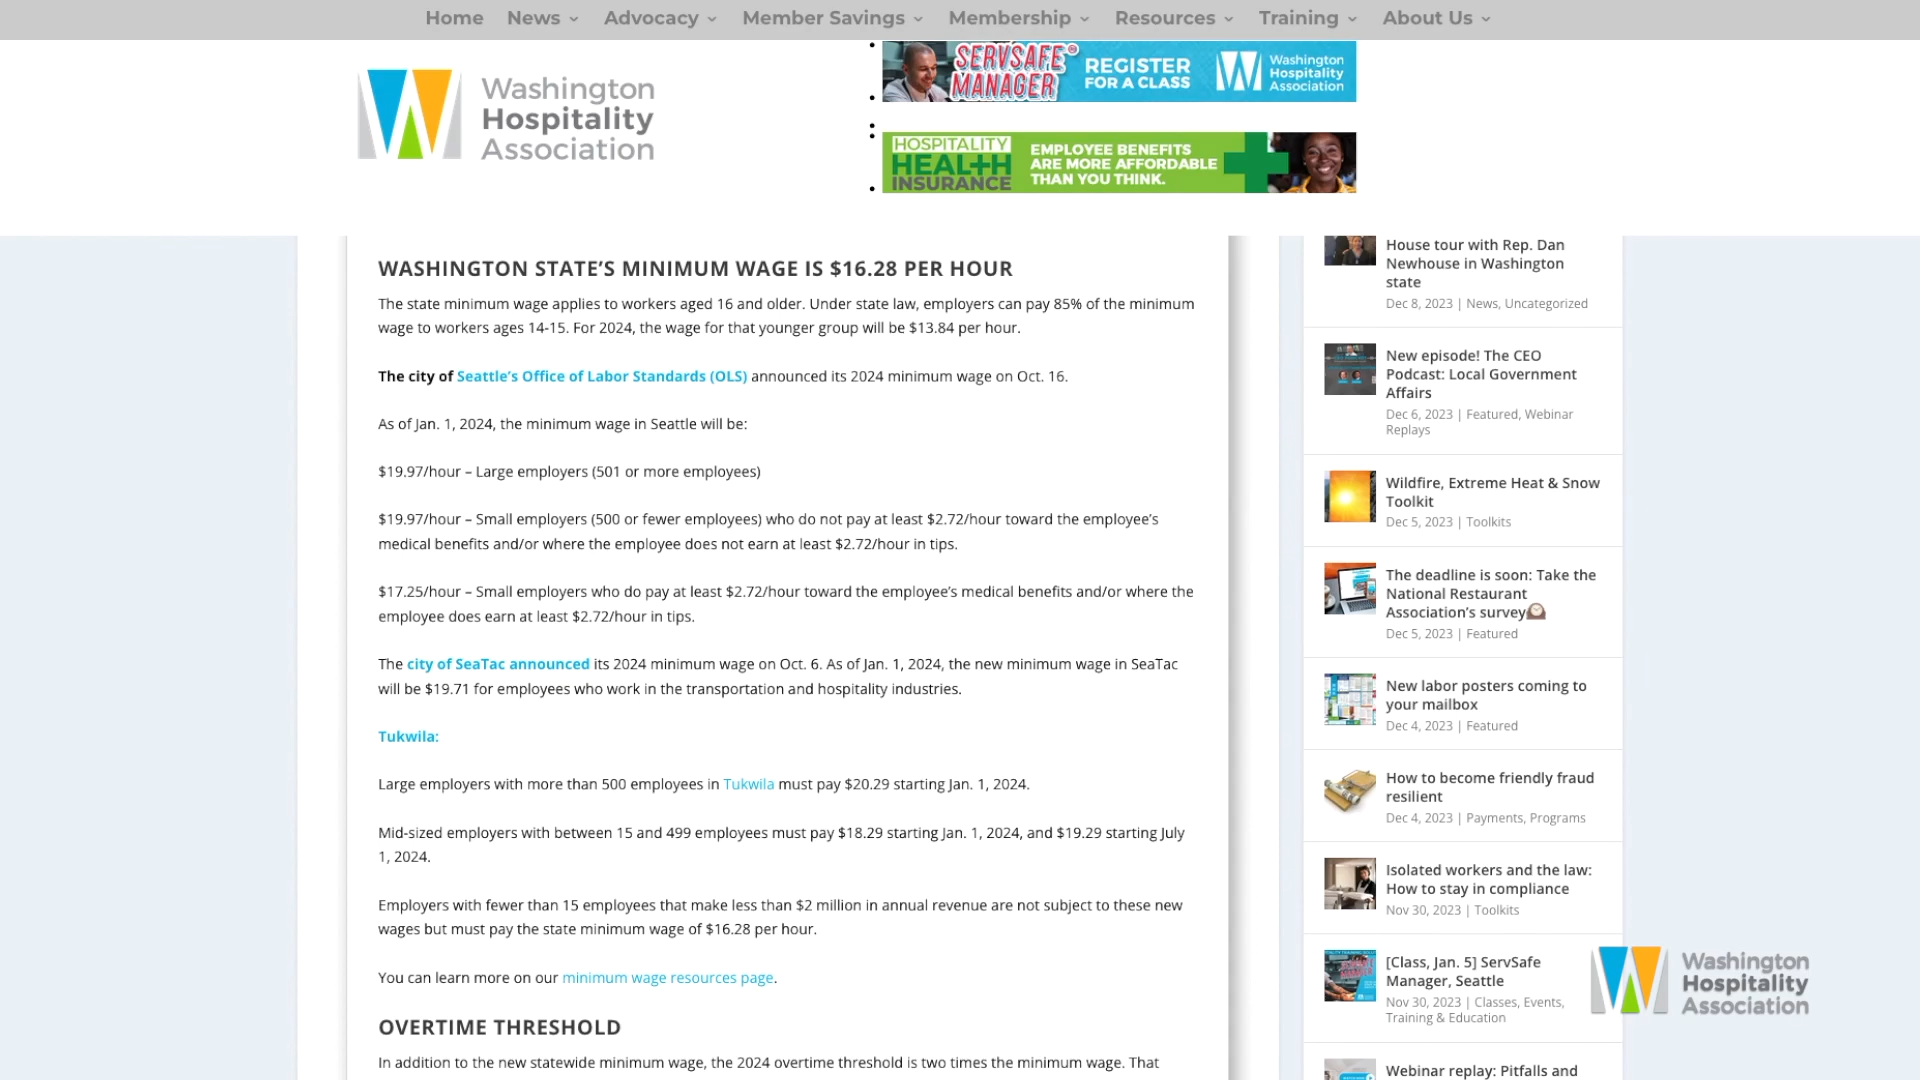 Home News Advocacy Member Savings Membership Resources Training About Us
Washington
Hospitality
Association
SERVSAFE®
MANAGER
REGISTER
FOR A CLASS
Washington
Hospitality
Association
HOSPITALITY
HEALTH
INSURANCE
EMPLOYEE BENEFITS
ARE MORE AFFORDABLE
THAN YOU THINK.
WASHINGTON STATE’S MINIMUM WAGE IS $16.28 PER HOUR
The state minimum wage applies to workers aged 16 and older. Under state law, employers can pay 85% of the minimum
wage to workers ages 14-15. For 2024, the wage for that younger group will be $13.84 per hour.
The city of Seattle’s Office of Labor Standards (OLS) announced its 2024 minimum wage on Oct. 16.
As of Jan. 1, 2024, the minimum wage in Seattle will be:
$19.97/hour – Large employers (501 or more employees)
$19.97/hour – Small employers (500 or fewer employees) who do not pay at least $2.72/hour toward the employee’s
medical benefits and/or where the employee does not earn at least $2.72/hour in tips.
$17.25/hour – Small employers who do pay at least $2.72/hour toward the employee’s medical benefits and/or where the
employee does earn at least $2.72/hour in tips.
The city of SeaTac announced its 2024 minimum wage on Oct. 6. As of Jan. 1, 2024, the new minimum wage in SeaTac
will be $19.71 for employees who work in the transportation and hospitality industries.
Tukwila:
Large employers with more than 500 employees in Tukwila must pay $20.29 starting Jan. 1, 2024.
Mid-sized employers with between 15 and 499 employees must pay $18.29 starting Jan. 1, 2024, and $19.29 starting July
1, 2024.
Employers with fewer than 15 employees that make less than $2 million in annual revenue are not subject to these new
wages but must pay the state minimum wage of $16.28 per hour.
You can learn more on our minimum wage resources page.
OVERTIME THRESHOLD
In addition to the new statewide minimum wage, the 2024 overtime threshold is two times the minimum wage. That
House tour with Rep. Dan
Newhouse in Washington
state
Dec 8, 2023 | News, Uncategorized
New episode! The CEO
Podcast: Local Government
Affairs
Dec 6, 2023 | Featured, Webinar
Replays
Wildfire, Extreme Heat & Snow
Toolkit
Dec 5, 2023 | Toolkits
The deadline is soon: Take the
National Restaurant
Association’s survey🕰️
Dec 5, 2023 | Featured
New labor posters coming to
your mailbox
Dec 4, 2023 | Featured
How to become friendly fraud
resilient
Dec 4, 2023 | Payments, Programs
Isolated workers and the law:
How to stay in compliance
Nov 30, 2023 | Toolkits
[Class, Jan. 5] ServSafe
Manager, Seattle
Nov 30, 2023 | Classes, Events,
Training & Education
Webinar replay: Pitfalls and
Washington
Hospitality
Association